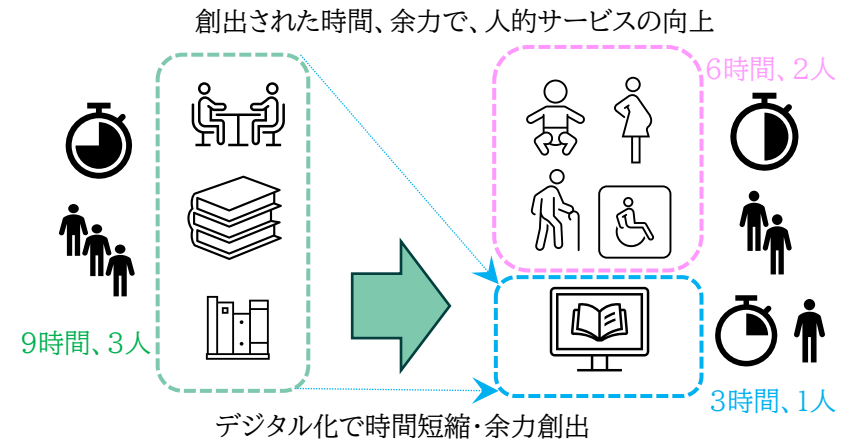 創出された時間、余力で、人的サービスの向上
6時間、2人
9時間、3人
3時間、1人
デジタル化で時間短縮・余力創出